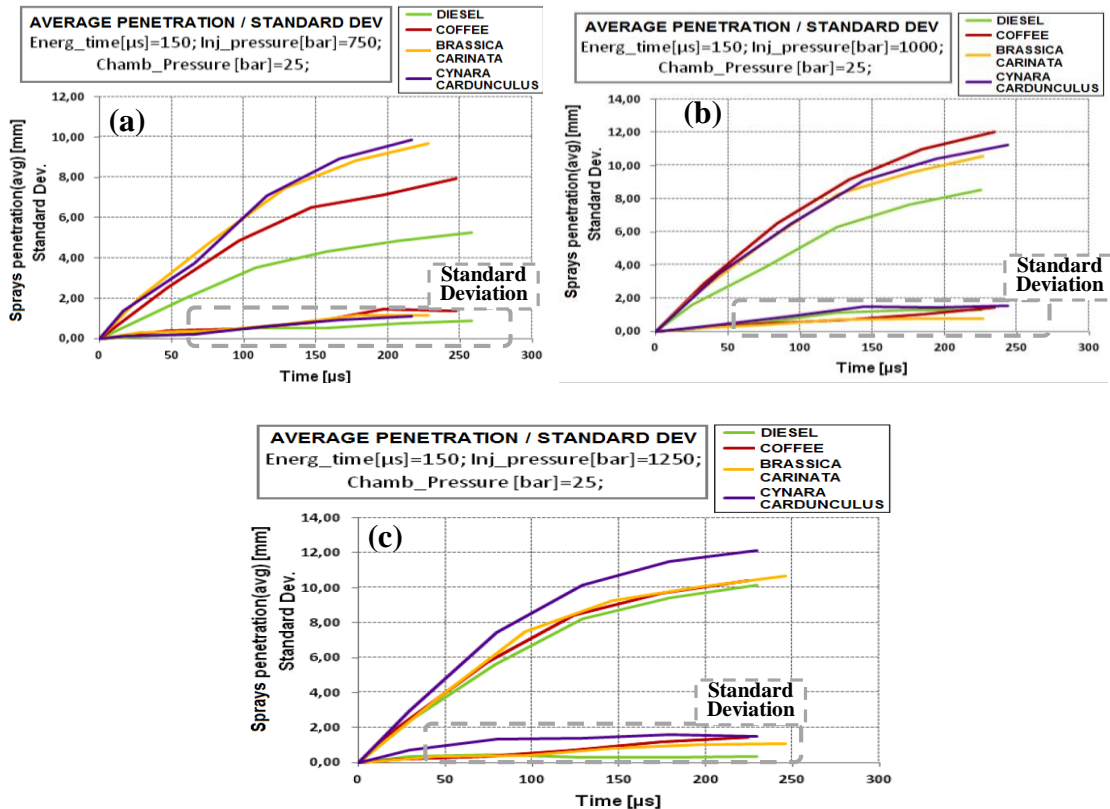 AVERAGE PENETRATION / STANDARD DEV
Energ_time[µs]=150; Inj_pressure[bar]=750;
Chamb_Pressure [bar]=25;
DIESEL
COFFEE
BRASSICA
CARINATA
CYNARA
CARDUNCULUS
(a)
Sprays penetration(avg) [mm]
Standard Dev.
12,00
10,00
8,00
6,00
4,00
2,00
0,00
Standard
Deviation
0
50
100
150
200
250
300
Time [µs]
AVERAGE PENETRATION / STANDARD DEV
Energ_time[µs]=150; Inj_pressure[bar]=1000;
Chamb_Pressure [bar]=25;
DIESEL
COFFEE
BRASSICA
CARINATA
CYNARA
CARDUNCULUS
(b)
Sprays penetration(avg) [mm]
Standard Dev.
14,00
12,00
10,00
8,00
6,00
4,00
2,00
0,00
Standard
Deviation
0
50
100
150
200
250
300
Time [µs]
AVERAGE PENETRATION / STANDARD DEV
Energ_time[µs]=150; Inj_pressure[bar]=1250;
Chamb_Pressure [bar]=25;
DIESEL
COFFEE
BRASSICA
CARINATA
CYNARA
CARDUNCULUS
(c)
Sprays penetration(avg) [mm]
Standard Dev.
14,00
12,00
10,00
8,00
6,00
4,00
2,00
0,00
Standard
Deviation
0
50
100
150
200
250
300
Time [µs]